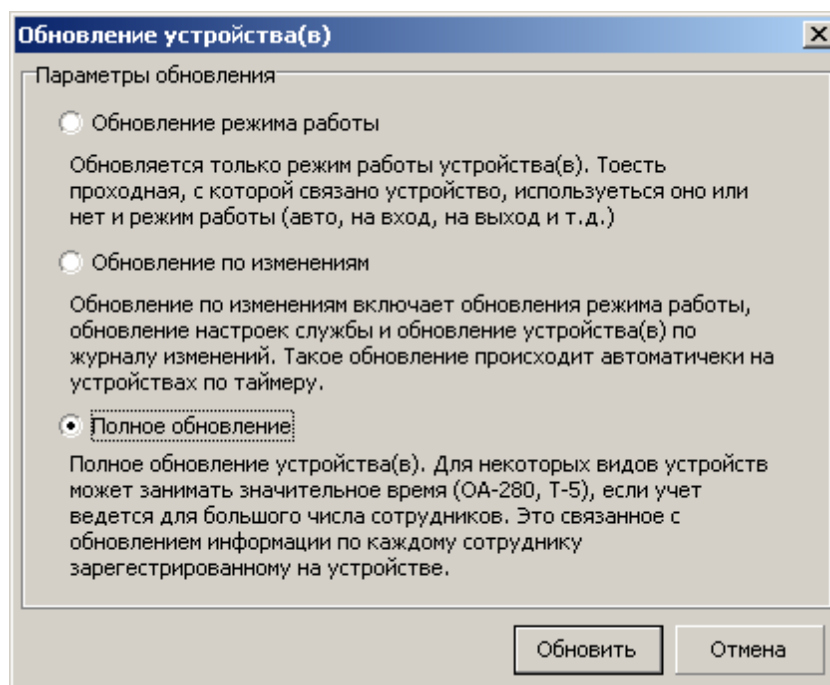 Обновление устройства(в)
Параметры обновления
Обновление режима работы
Обновляется только режим работы устройства(в). Тоесть
проходная, с которой связано устройство, используеться оно или
нет и режим работы (авто, на вход, на выход и т.д.)
Обновление по изменениям
Обновление по изменениям включает обновления режима работы,
обновление настроек службы и обновление устройства(в) по
журналу изменений. Такое обновление происходит автоматичеки на
устройствах по таймеру.
Полное обновление
Полное обновление устройства(в). Для некоторых видов устройств
может занимать значительное время (OA-280, T-5), если учет
ведется для большого числа сотрудников. Это связанное с
обновлением информации по каждому сотруднику
зарегестрированному на устройстве.
Обновить
Отмена